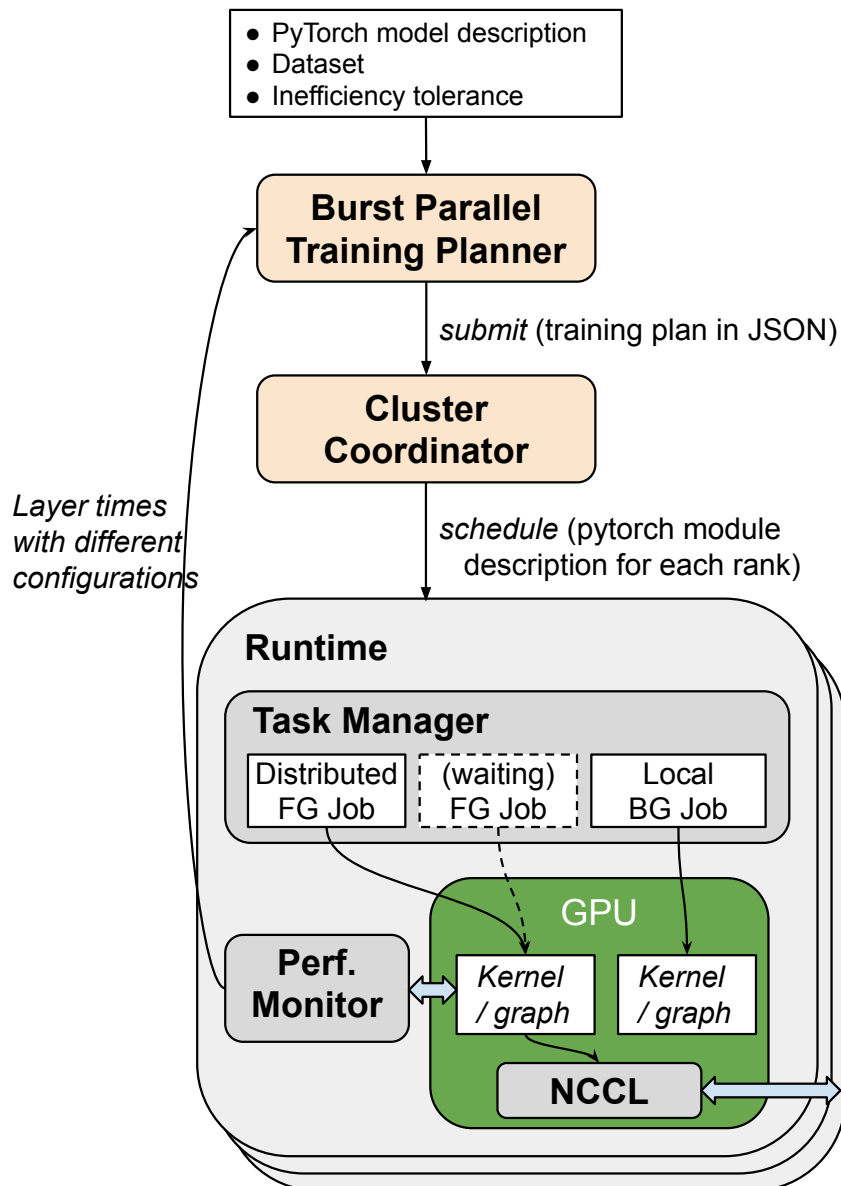 ● PyTorch model description
● Dataset
● Inefficiency tolerance
Burst Parallel
Training Planner
submit (training plan in JSON)
Cluster
Coordinator
Layer times
with different
configurations
schedule (pytorch module
description for each rank)
Runtime
Task Manager
Distributed
FG Job
(waiting)
FG Job
Local
BG Job
GPU
Perf.
Monitor
Kernel
/ graph
Kernel
/ graph
NCCL